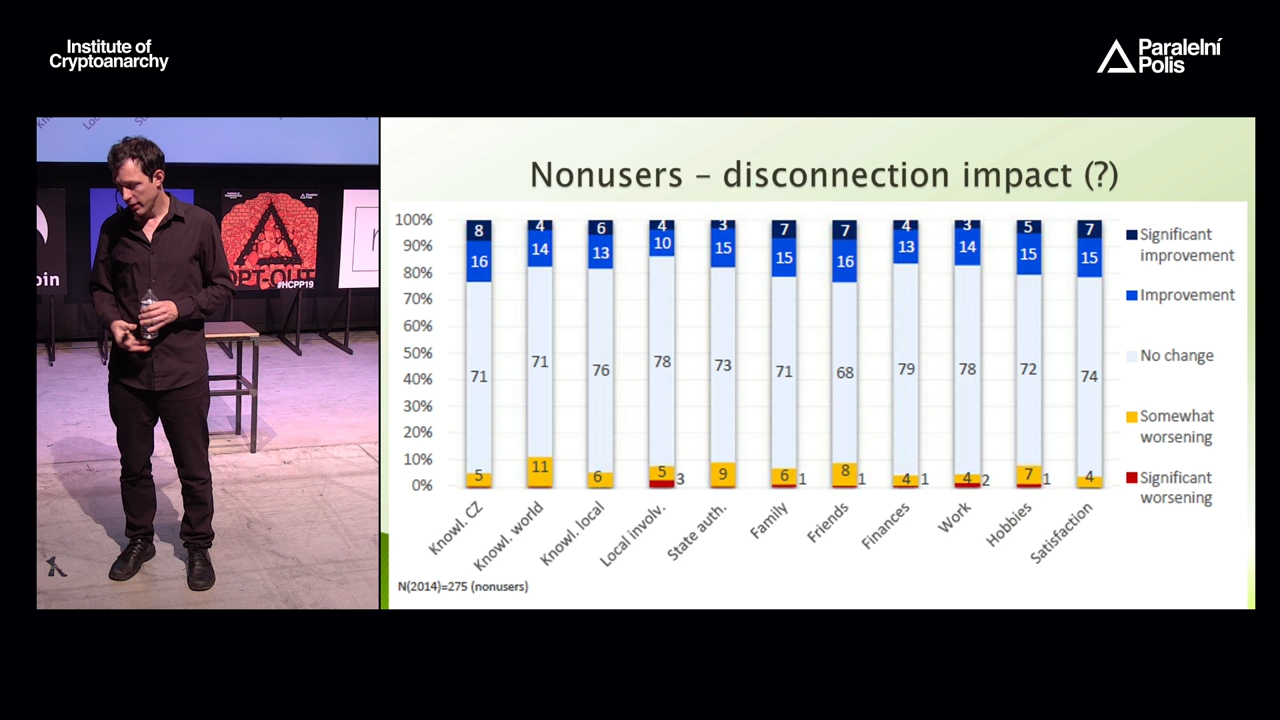 Institute of
Cryptoanarchy
Paralelní
Polis
OPT-OUT
#HCPP19
oin
Nonusers – disconnection impact (?)
100%
90%
80%
70%
60%
50%
40%
30%
20%
10%
0%
8 4 6 4 3 7 7 4 3 5 7
16 14 13 10 15 15 16 13 14 15 15
71 71 76 78 73 71 68 79 78 72 74
5 11 6 5 9 6 8 4 4 7 4
3 1 1 1 2 1
Knowl. CZ
Knowl. world
Knowl. local
Local involv.
State auth.
Family
Friends
Finances
Work
Hobbies
Satisfaction
Significant
improvement
Improvement
No change
Somewhat
worsening
Significant
worsening
N(2014)=275 (nonusers)